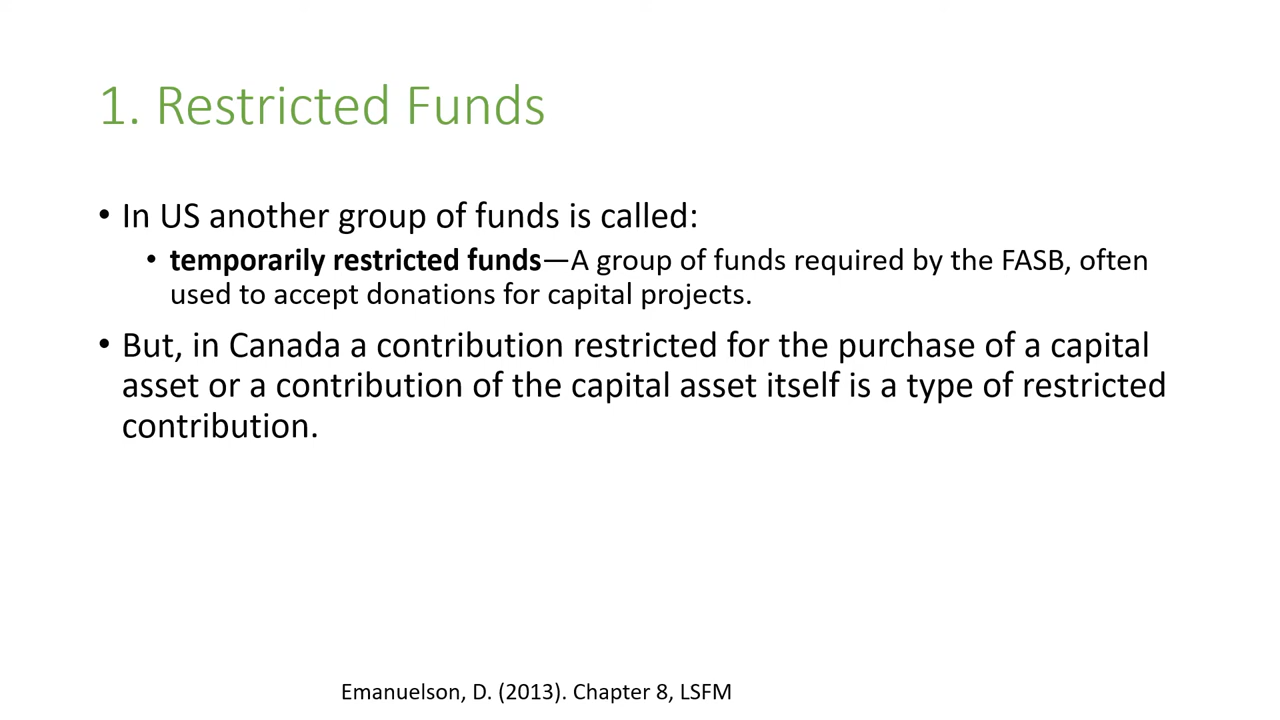 1. Restricted Funds
• In US another group of funds is called:
• temporarily restricted funds—A group of funds required by the FASB, often
used to accept donations for capital projects.
• But, in Canada a contribution restricted for the purchase of a capital
asset or a contribution of the capital asset itself is a type of restricted
contribution.
Emanuelson, D. (2013). Chapter 8, LSFM